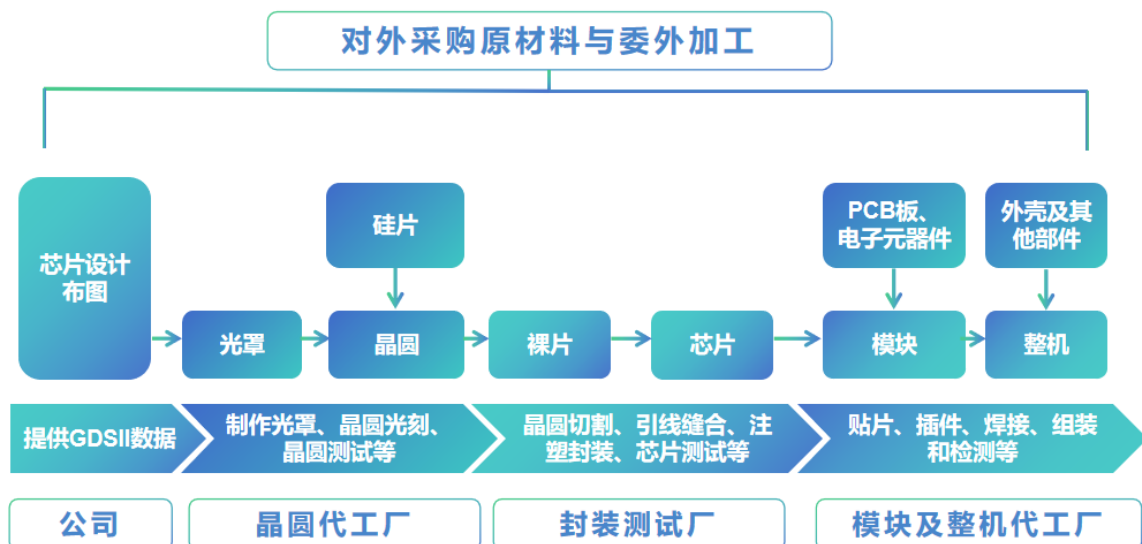 对外采购原材料与委外加工
芯片设计
布图
硅片
PCB板、
电子元器件
外壳及其
他部件
光罩
晶圆
裸片
芯片
模块
整机
提供GDSII数据
制作光罩、晶圆光刻、
晶圆测试等
晶圆切割、引线缝合、注
塑封装、芯片测试等
贴片、插件、焊接、组装
和检测等
公司
晶圆代工厂
封装测试厂
模块及整机代工厂